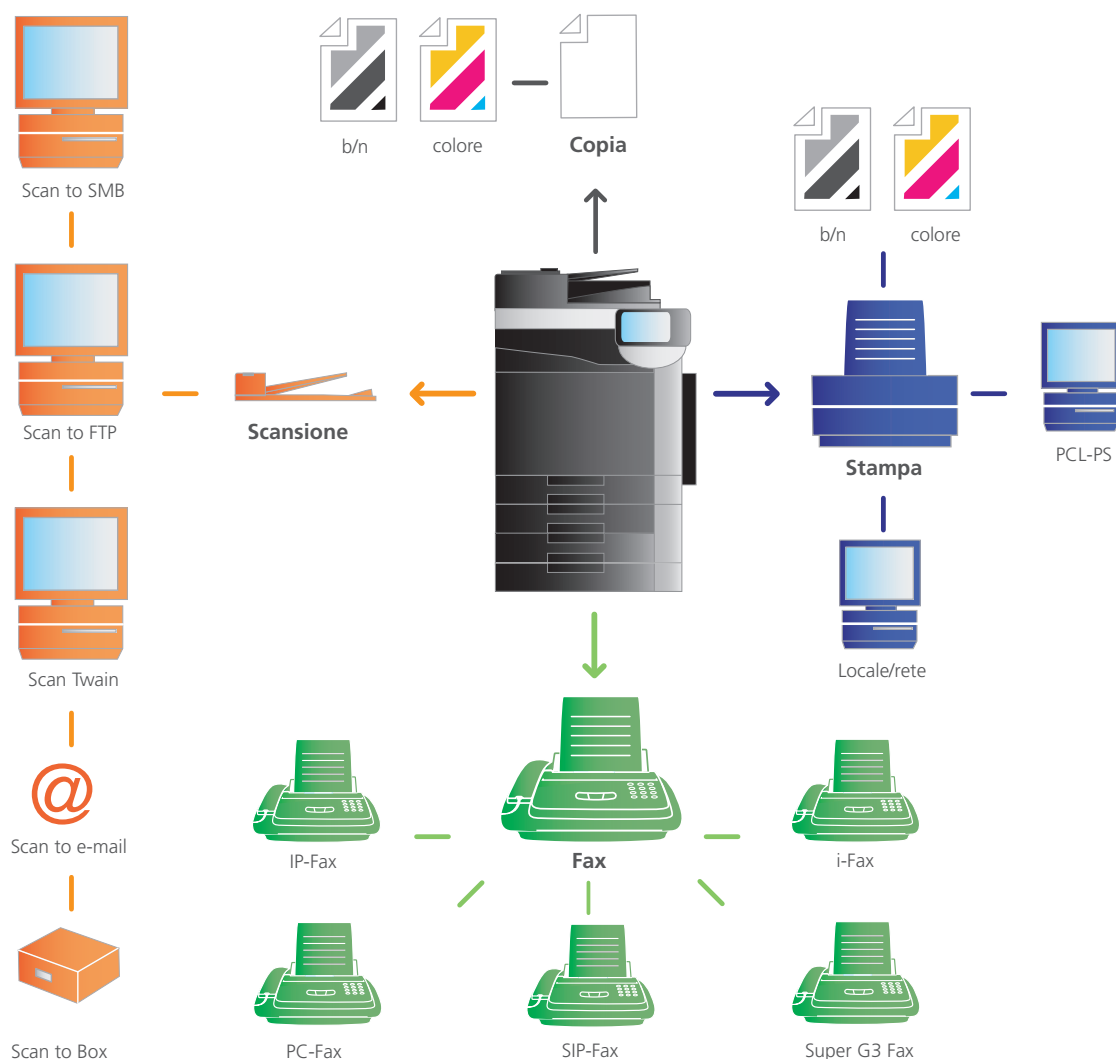 b/n
colore
Copia
Scan to SMB
b/n
colore
Scan to FTP
Scansione
Stampa
PCL-PS
Scan Twain
Locale/rete
@
Scan to e-mail
IP-Fax
Fax
i-Fax
Scan to Box
PC-Fax
SIP-Fax
Super G3 Fax